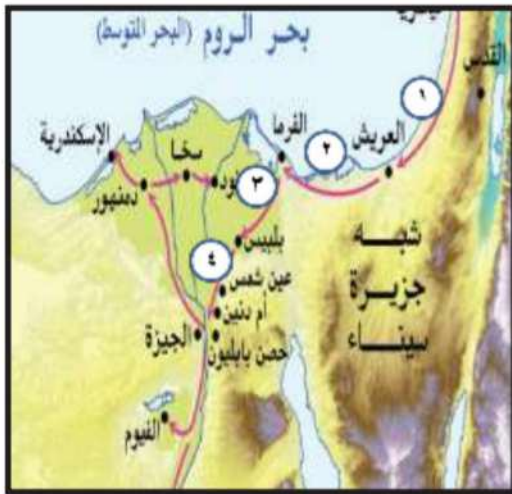 بحر الروم (البحر المتوسط)
القدس
١
العريش
٢
الفرما
الإسكندرية
سخا
٣
دمنهور
بلبيس
٤
عين شمس
أم دنين
حصن بابليون
الجيزة
الفيوم
شبه
جزيرة
سيناء